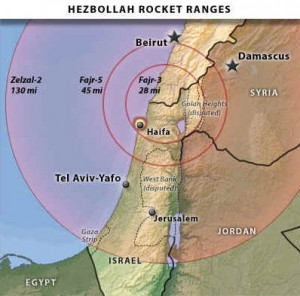 HEZBOLLAH ROCKET RANGES
Beirut
Damascus
Zelzal-2
130 mi
Fajr-5
45 mi
Fajr-3
28 mi
SYRIA
Golan Heights
(disputed)
Haifa
Tel Aviv-Yafo
West Bank
(disputed)
Jerusalem
Gaza
Strip
JORDAN
ISRAEL
EGYPT